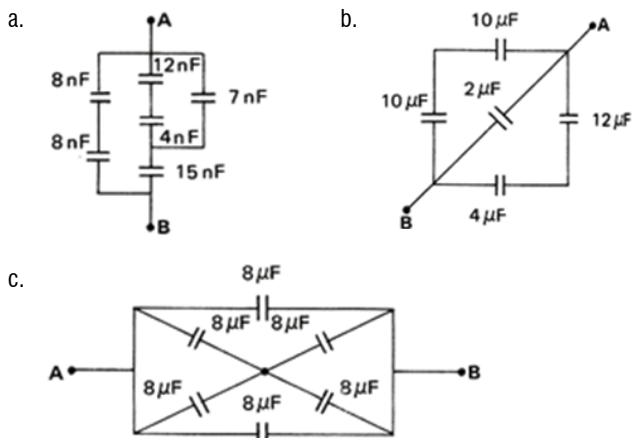 a.
A
8 nF
12 nF
7 nF
8 nF
4 nF
15 nF
B
b.
10 µF
A
10 µF
2 µF
12 µF
4 µF
B
c.
8 µF
8 µF 8 µF
A
B
8 µF
8 µF
8 µF